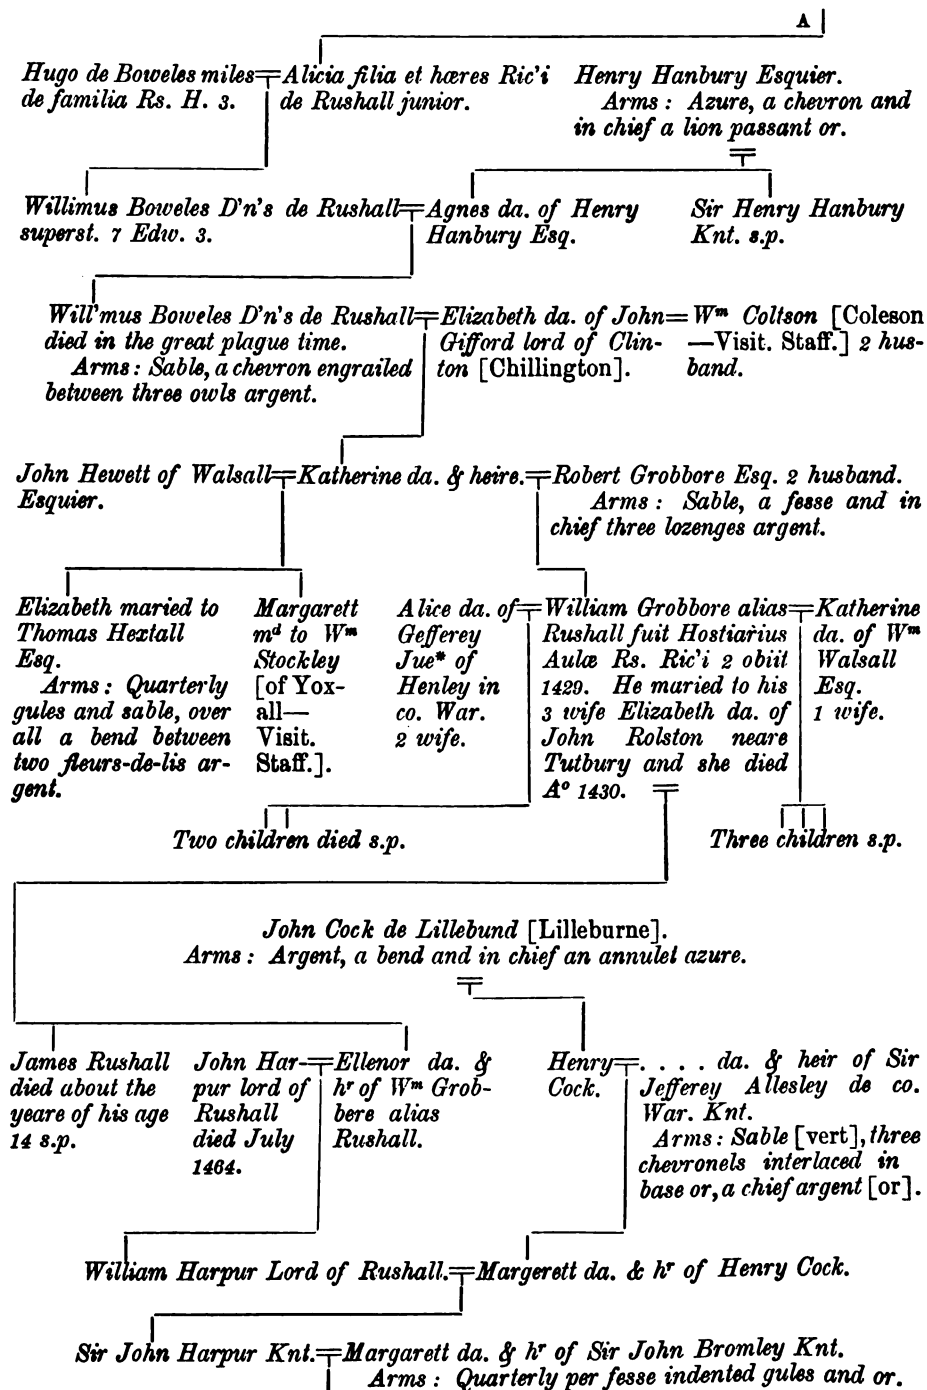 A
Hugo de Boweles miles
de familia Rs. H. 3.
Alicia filia et hæres Ric'i
de Rushall junior.
Henry Hanbury Esquier.
Arms : Azure, a chevron and
in chief a lion passant or.
Willimus Boweles D'n's de Rushall
superst. 7 Edw. 3.
Agnes da. of Henry
Hanbury Esq.
Sir Henry Hanbury
Knt. s.p.
Will'mus Boweles D'n's de Rushall
died in the great plague time.
Arms : Sable, a chevron engrailed
between three owls argent.
Elizabeth da. of John
Gifford lord of Clin-
ton [Chillington].
Wm Coltson [Coleson
—Visit. Staff.] 2 hus-
band.
John Hewett of Walsall
Esquier.
Katherine da. & heire.
Robert Grobbore Esq. 2 husband.
Arms : Sable, a fesse and in
chief three lozenges argent.
Elizabeth maried to
Thomas Hextall
Esq.
Arms : Quarterly
gules and sable, over
all a bend between
two fleurs-de-lis ar-
gent.
Margarett
md to Wm
Stockley
[of Yox-
all—
Visit.
Staff.].
Alice da. of
Gefferey
Jue* of
Henley in
co. War.
2 wife.
William Grobbore alias
Rushall fuit Hostiarius
Aulæ Rs. Ric'i 2 obiit
1429. He maried to his
3 wife Elizabeth da. of
John Rolston neare
Tutbury and she died
Ao 1430.
Katherine
da. of Wm
Walsall
Esq.
1 wife.
Two children died s.p.
Three children s.p.
John Cock de Lillebund [Lilleburne].
Arms : Argent, a bend and in chief an annulet azure.
James Rushall
died about the
yeare of his age
14 s.p.
John Har-
pur lord of
Rushall
died July
1464.
Ellenor da. &
hr of Wm Grob-
bere alias
Rushall.
Henry
Cock.
. . . . da. & heir of Sir
Jefferey Allesley de co.
War. Knt.
Arms : Sable [vert], three
chevronels interlaced in
base or, a chief argent [or].
William Harpur Lord of Rushall.
Margerett da. & hr of Henry Cock.
Sir John Harpur Knt.
Margarett da. & hr of Sir John Bromley Knt.
Arms : Quarterly per fesse indented gules and or.